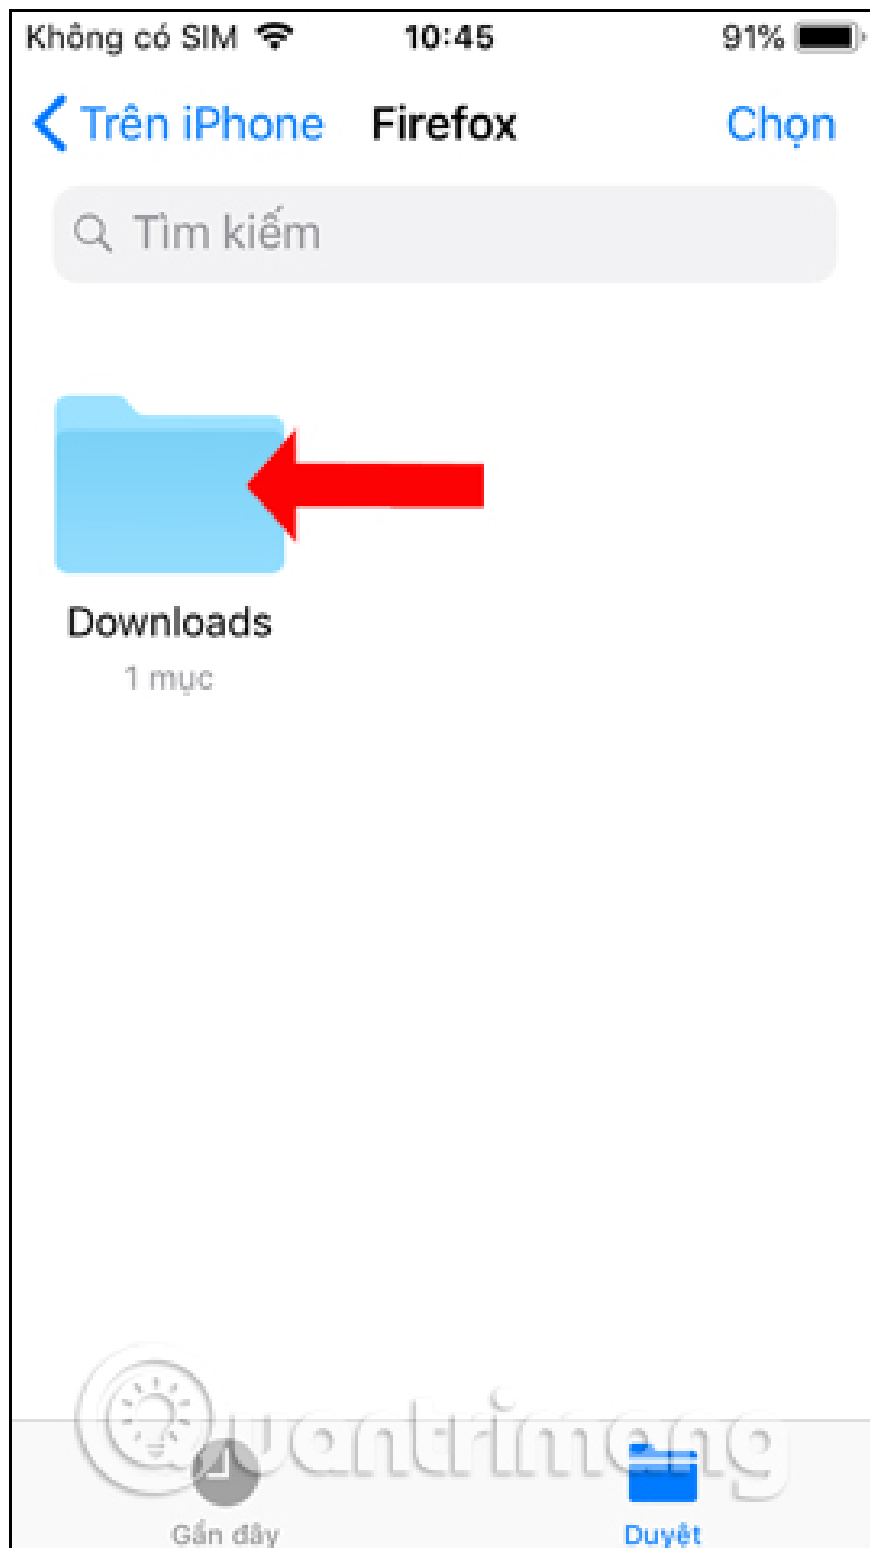 Không có SIM 10:45 91%
Trên iPhone Firefox Chọn
Tìm kiếm
Downloads
1 mục
Quantrimang
Gần đây Duyệt